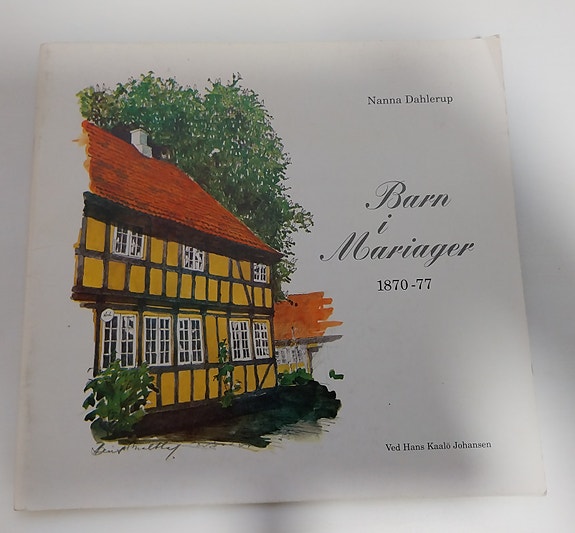 Nanna Dahlerup
Barn
i
Mariager
1870-77
Ved Hans Kaalö Johansen